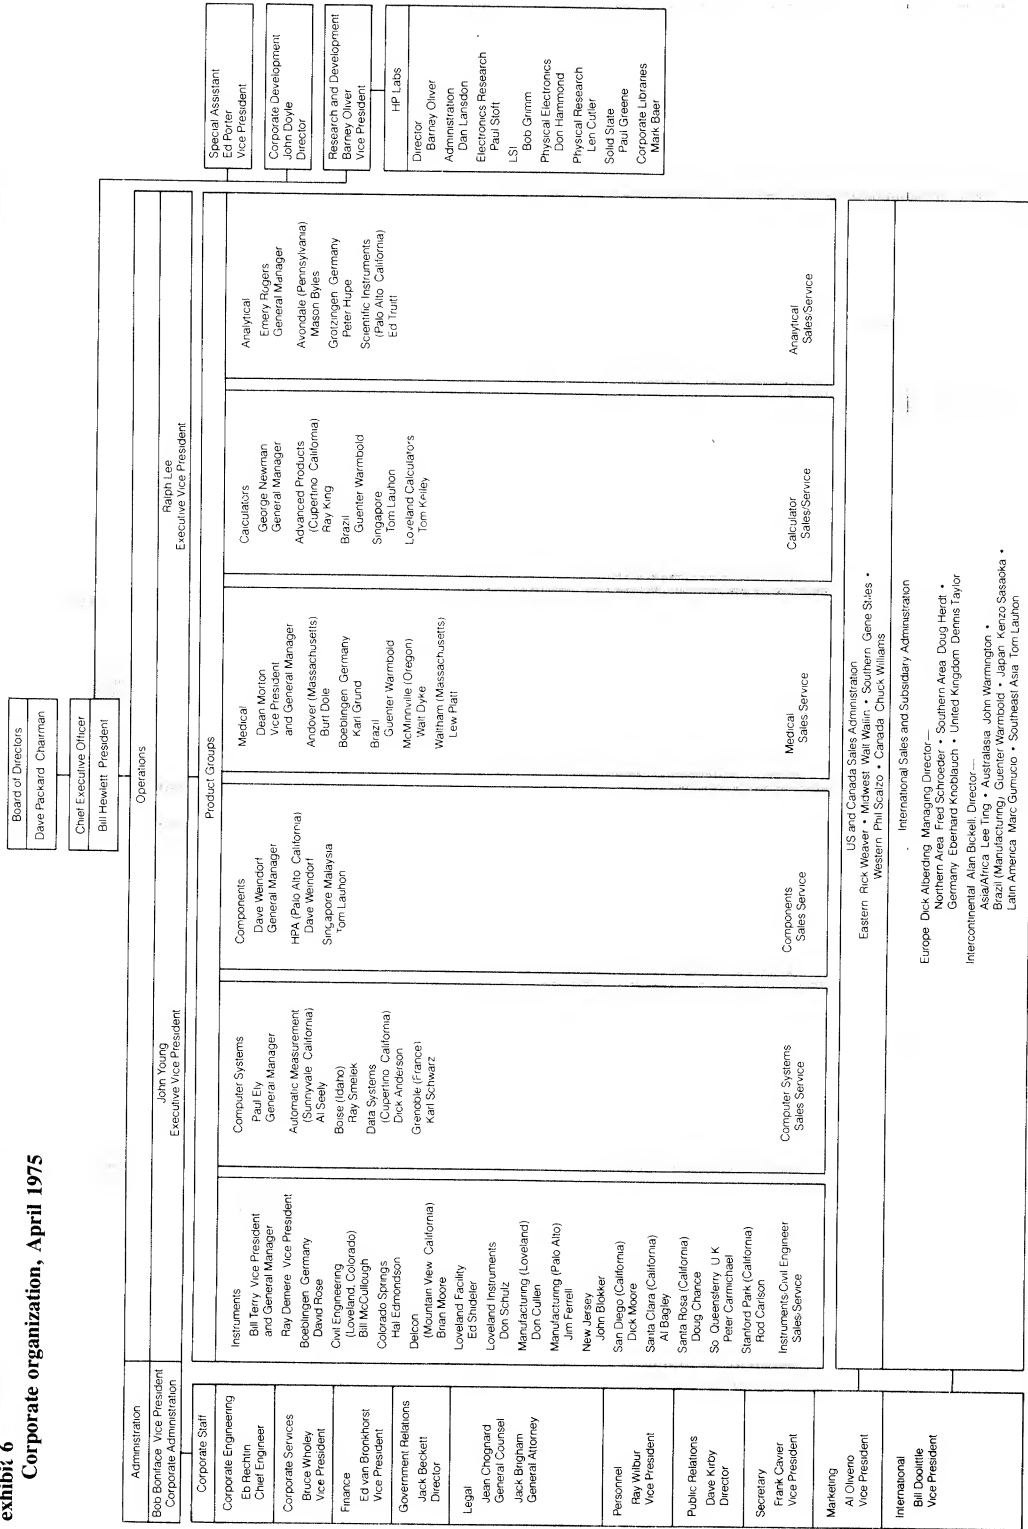 exhibit 6
Corporate organization, April 1975
Board of Directors
Dave Packard Chairman
Chief Executive Officer
Bill Hewlett President
Special Assistant
Ed Porter
Vice President
Corporate Development
John Doyle
Director
Research and Development
Barney Oliver
Vice President
HP Labs
Director
Barney Oliver
Administration
Dan Lansdon
Electronics Research
Paul Stoft
LSI
Bob Grimm
Physical Electronics
Don Hammond
Physical Research
Len Cutler
Solid State
Paul Greene
Corporate Libraries
Mark Baer
Administration
Bob Boniface Vice President
Corporate Administration
Corporate Staff
Corporate Engineering
Eb Rechtin
Chief Engineer
Corporate Services
Bruce Wholey
Vice President
Finance
Ed van Bronkhorst
Vice President
Government Relations
Jack Beckett
Director
Legal
Jean Chognard
General Counsel
Jack Brigham
General Attorney
Personnel
Ray Wilbur
Vice President
Public Relations
Dave Kirby
Director
Secretary
Frank Cavier
Vice President
Marketing
Al Oliverio
Vice President
International
Bill Doolittle
Vice President
Operations
John Young
Executive Vice President
Ralph Lee
Executive Vice President
Product Groups
Instruments
Bill Terry Vice President
and General Manager
Ray Demere Vice President
Boeblingen Germany
David Rose
Civil Engineering
(Loveland, Colorado)
Bill McCullough
Colorado Springs
Hal Edmondson
Delcon
(Mountain View California)
Brian Moore
Loveland Facility
Ed Shideler
Loveland Instruments
Don Schulz
Manufacturing (Loveland)
Don Cullen
Manufacturing (Palo Alto)
Jim Ferrell
New Jersey
John Blokker
San Diego (California)
Dick Moore
Santa Clara (California)
Al Bagley
Santa Rosa (California)
Doug Chance
So Queensferry U K
Peter Carmichael
Stanford Park (California)
Rod Carlson
Instruments/Civil Engineer
Sales/Service
Computer Systems
Paul Ely
General Manager
Automatic Measurement
(Sunnyvale California)
Al Seely
Boise (Idaho)
Ray Smelek
Data Systems
(Cupertino California)
Dick Anderson
Grenoble (France)
Karl Schwarz
Computer Systems
Sales Service
Components
Dave Weindorf
General Manager
HPA (Palo Alto California)
Dave Weindorf
Singapore Malaysia
Tom Lauhon
Components
Sales Service
Medical
Dean Morton
Vice President
and General Manager
Andover (Massachusetts)
Burt Dole
Boeblingen Germany
Karl Grund
Brazil
Guenter Warmbold
McMinnville (Oregon)
Walt Dyke
Waltham (Massachusetts)
Lew Platt
Medical
Sales Service
Calculators
George Newman
General Manager
Advanced Products
(Cupertino California)
Ray King
Brazil
Guenter Warmbold
Singapore
Tom Lauhon
Loveland Calculators
Tom Kelley
Calculator
Sales/Service
Analytical
Emery Rogers
General Manager
Avondale (Pennsylvania)
Mason Byles
Grotzingen Germany
Peter Hupe
Scientific Instruments
(Palo Alto California)
Ed Truitt
Analytical
Sales/Service
US and Canada Sales Administration
Eastern Rick Weaver • Midwest Walt Wallin • Southern Gene Stiles •
Western Phil Scalzo • Canada Chuck Williams
International Sales and Subsidiary Administration
Europe Dick Alberding Managing Director—
Northern Area Fred Schroeder • Southern Area Doug Herdt •
Germany Eberhard Knoblauch • United Kingdom Dennis Taylor
Intercontinental Alan Bickell, Director—
Asia/Africa Lee Ting • Australasia John Warmington •
Brazil (Manufacturing) Guenter Warmbold • Japan Kenzo Sasaoka •
Latin America Marc Gumucio • Southeast Asia Tom Lauhon